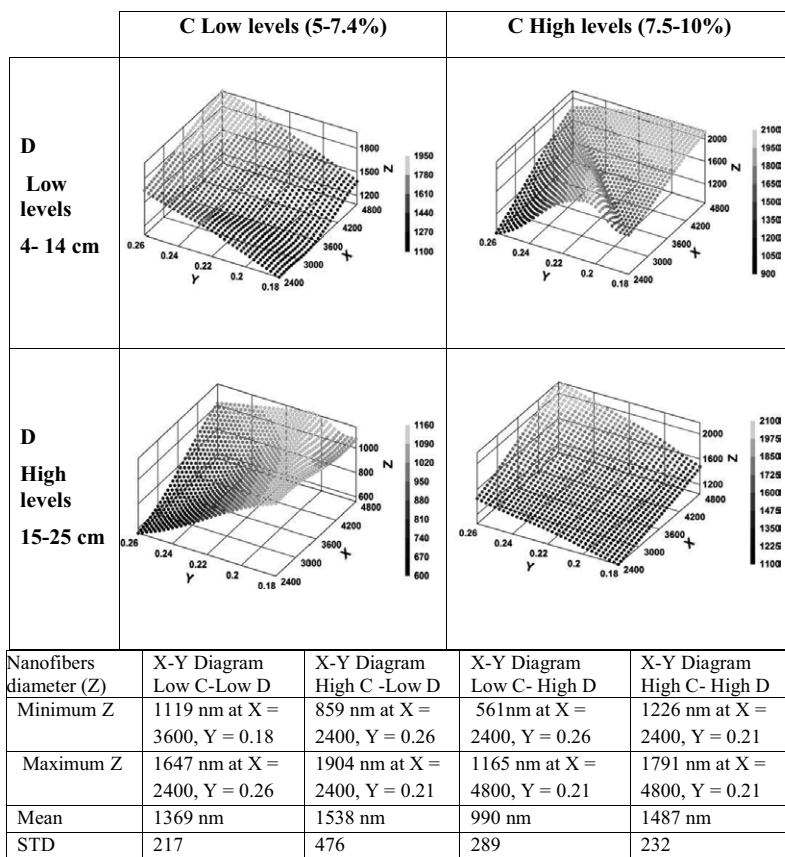 C Low levels (5-7.4%)
C High levels (7.5-10%)
D
Low
levels
4- 14 cm
1800
1500
1200
Z
4800
4200
3600
X
3000
2400
0.26
0.24
0.22
0.2
0.18
Y
1950
1780
1610
1440
1270
1100
2000
1600
1200
Z
4800
4200
3600
X
3000
2400
0.26
0.24
0.22
0.2
0.18
Y
2100
1950
1800
1650
1500
1350
1200
1050
900
D
High
levels
15-25 cm
1000
800
600
Z
4800
4200
3600
X
3000
2400
0.26
0.24
0.22
0.2
0.18
Y
1160
1090
1020
950
880
810
740
670
600
2000
1600
1200
Z
4800
4200
3600
X
3000
2400
0.26
0.24
0.22
0.2
0.18
Y
2100
1975
1850
1725
1600
1475
1350
1225
1100
Nanofibers X-Y Diagram X-Y Diagram X-Y Diagram X-Y Diagram
diameter (Z) Low C-Low D High C -Low D Low C- High D High C- High D
Minimum Z 1119 nm at X = 859 nm at X = 561nm at X = 1226 nm at X =
3600, Y = 0.18 2400, Y = 0.26 2400, Y = 0.26 2400, Y = 0.21
Maximum Z 1647 nm at X = 1904 nm at X = 1165 nm at X = 1791 nm at X =
2400, Y = 0.26 2400, Y = 0.21 4800, Y = 0.21 4800, Y = 0.21
Mean 1369 nm 1538 nm 990 nm 1487 nm
STD 217 476 289 232